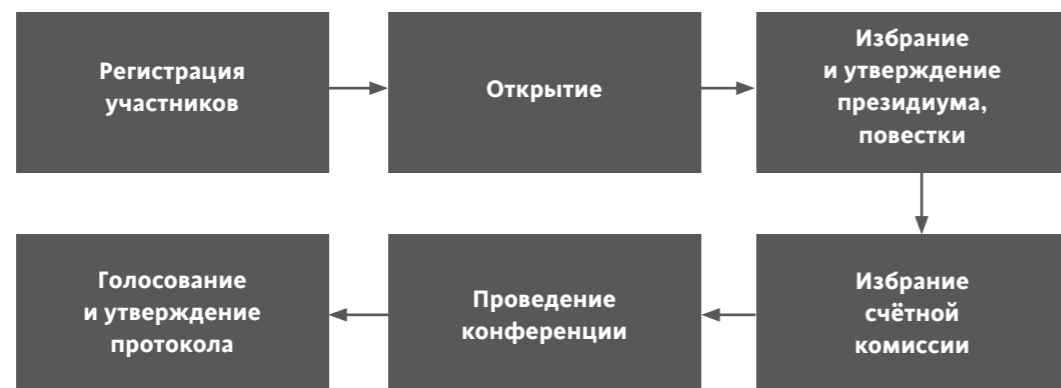 Регистрация
участников
Открытие
Избрание
и утверждение
президиума,
повестки
Избрание
счётной
комиссии
Проведение
конференции
Голосование
и утверждение
протокола